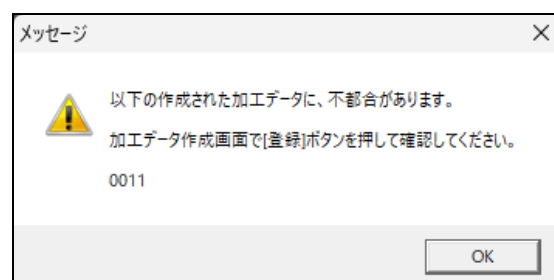 メッセージ
以下の作成された加工データに、不都合があります。
加工データ作成画面で[登録]ボタンを押して確認してください。
0011
OK